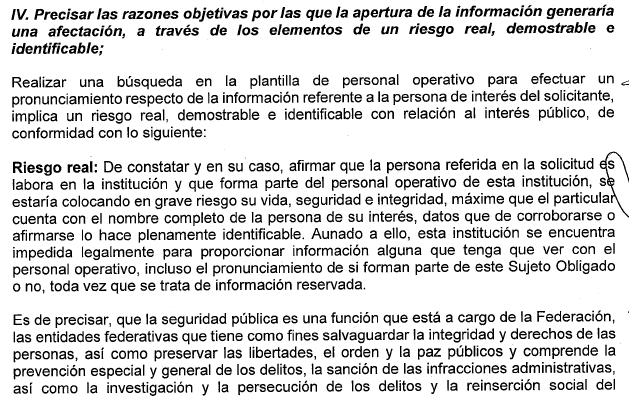 IV. Precisar las razones objetivas por las que la apertura de la información generaría
una afectación, a través de los elementos de un riesgo real, demostrable e
identificable;
Realizar una búsqueda en la plantilla de personal operativo para efectuar un
pronunciamiento respecto de la información referente a la persona de interés del solicitante,
implica un riesgo real, demostrable e identificable con relación al interés público, de
conformidad con lo siguiente:
Riesgo real: De constatar y en su caso, afirmar que la persona referida en la solicitud es
labora en la institución y que forma parte del personal operativo de esta institución, se
estaría colocando en grave riesgo su vida, seguridad e integridad, máxime que el particular
cuenta con el nombre completo de la persona de su interés, datos que de corroborarse o
afirmarse lo hace plenamente identificable. Aunado a ello, esta institución se encuentra
impedida legalmente para proporcionar información alguna que tenga que ver con el
personal operativo, incluso el pronunciamiento de si forman parte de este Sujeto Obligado
o no, toda vez que se trata de información reservada.
Es de precisar, que la seguridad pública es una función que está a cargo de la Federación,
las entidades federativas que tiene como fines salvaguardar la integridad y derechos de las
personas, así como preservar las libertades, el orden y la paz públicos y comprende la
prevención especial y general de los delitos, la sanción de las infracciones administrativas,
así como la investigación y la persecución de los delitos y la reinserción social del